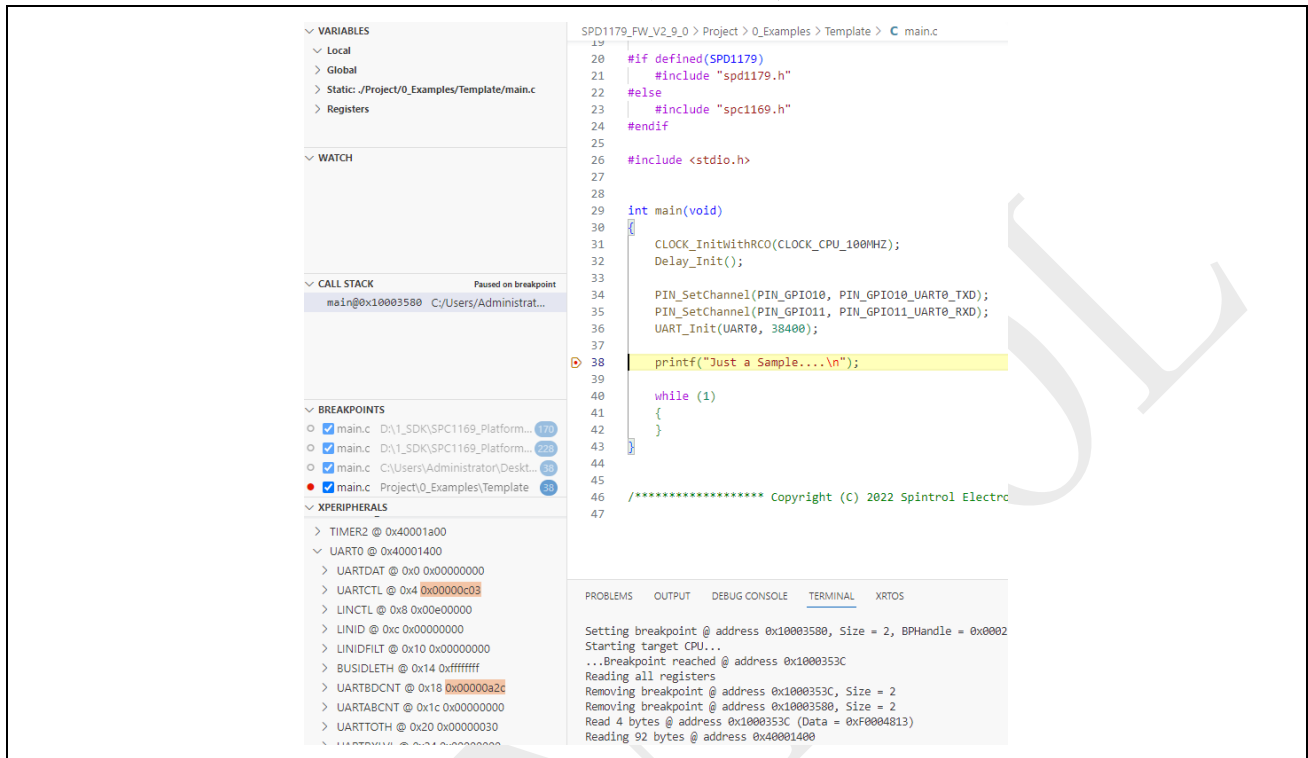 VARIABLES
Local
Global
Static: ./Project/0_Examples/Template/main.c
Registers
WATCH
CALL STACK Paused on breakpoint
main@0x10003580 C:/Users/Administrat...
BREAKPOINTS
main.c D:\1_SDK\SPC1169_Platform... 170
main.c D:\1_SDK\SPC1169_Platform... 228
main.c C:\Users\Administrator\Deskt... 38
main.c Project\0_Examples\Template 38
XPERIPHERALS
TIMER2 @ 0x40001a00
UART0 @ 0x40001400
UARTDAT @ 0x0 0x00000000
UARTCTL @ 0x4 0x00000c03
LINCTL @ 0x8 0x00e00000
LINID @ 0xc 0x00000000
LINIDFILT @ 0x10 0x00000000
BUSIDLETH @ 0x14 0xffffffff
UARTBDCNT @ 0x18 0x00000a2c
UARTABCNT @ 0x1c 0x00000000
UARTTOTH @ 0x20 0x00000030
SPD1179_FW_V2_9_0 > Project > 0_Examples > Template > C main.c
19
20 #if defined(SPD1179)
21 #include "spd1179.h"
22 #else
23 #include "spc1169.h"
24 #endif
25
26 #include <stdio.h>
27
28
29 int main(void)
30 {
31 CLOCK_InitWithRCO(CLOCK_CPU_100MHZ);
32 Delay_Init();
33
34 PIN_SetChannel(PIN_GPIO10, PIN_GPIO10_UART0_TXD);
35 PIN_SetChannel(PIN_GPIO11, PIN_GPIO11_UART0_RXD);
36 UART_Init(UART0, 38400);
37
38 printf("Just a Sample....\n");
39
40 while (1)
41 {
42 }
43 }
44
45
46 /******************* Copyright (C) 2022 Spintrol Electro
47
PROBLEMS OUTPUT DEBUG CONSOLE TERMINAL XRTOS
Setting breakpoint @ address 0x10003580, Size = 2, BPHandle = 0x0002
Starting target CPU...
...Breakpoint reached @ address 0x1000353C
Reading all registers
Removing breakpoint @ address 0x1000353C, Size = 2
Removing breakpoint @ address 0x10003580, Size = 2
Read 4 bytes @ address 0x1000353C (Data = 0xF0004813)
Reading 92 bytes @ address 0x40001400